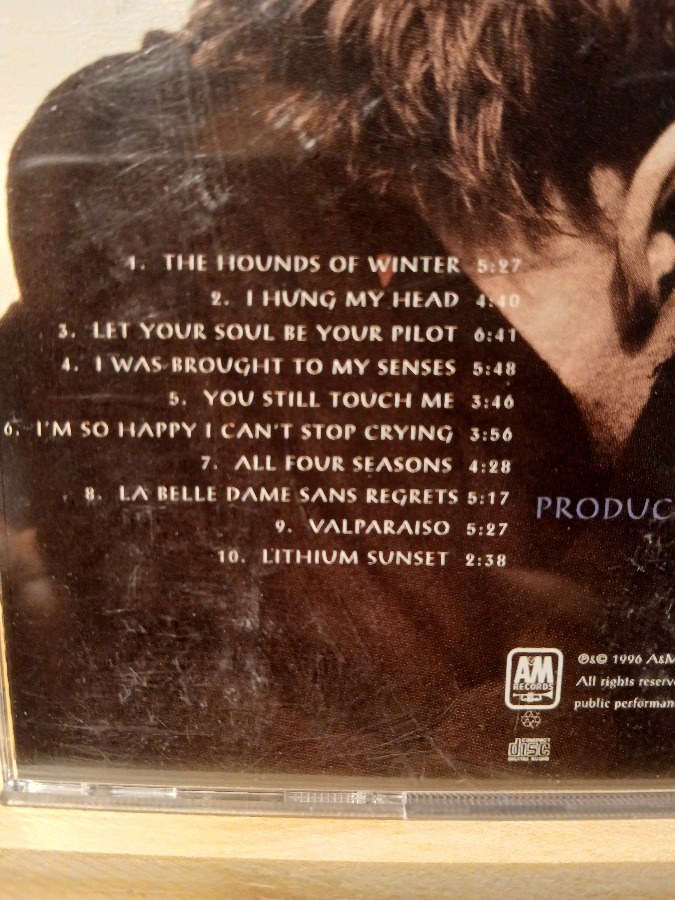 1. THE HOUNDS OF WINTER 5:27
2. I HUNG MY HEAD 4:40
3. LET YOUR SOUL BE YOUR PILOT 6:41
4. I WAS BROUGHT TO MY SENSES 5:48
5. YOU STILL TOUCH ME 3:46
6. I'M SO HAPPY I CAN'T STOP CRYING 3:56
7. ALL FOUR SEASONS 4:28
8. LA BELLE DAME SANS REGRETS 5:17
PRODUC
9. VALPARAISO 5:27
10. LITHIUM SUNSET 2:38
A&M
RECORDS
℗&© 1996 A&M
All rights reserve
public performan
COMPACT
disc
DIGITAL AUDIO